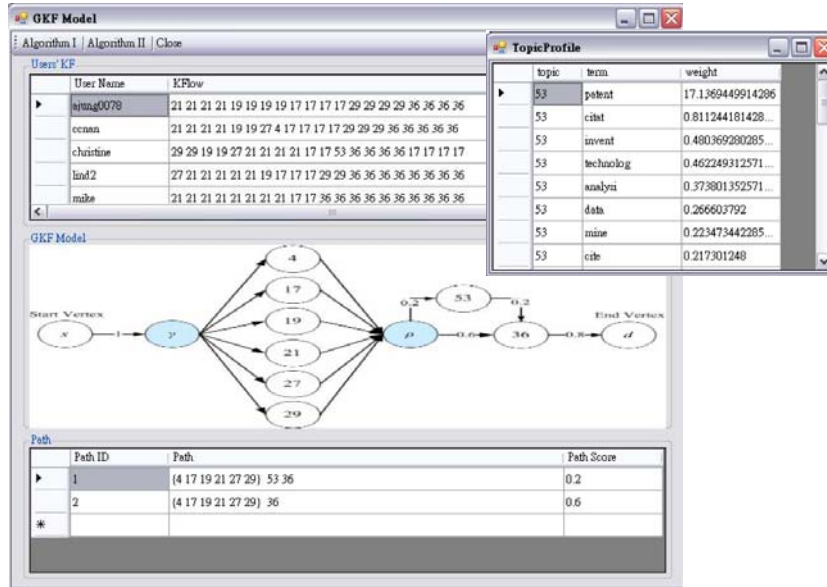 GKF Model
Algorithm I | Algorithm II | Close
Users' KF
User Name KFlow
ajung0078 21 21 21 21 19 19 19 19 17 17 17 17 29 29 29 29 36 36 36 36
ccnan 21 21 21 21 19 19 27 4 17 17 17 17 29 29 29 36 36 36 36 36
christine 29 29 19 19 27 21 21 21 21 17 17 53 36 36 36 36 17 17 17 17
lind2 27 21 21 21 21 21 19 17 17 17 29 29 36 36 36 36 36 36 36 36
mike 21 21 21 21 21 21 21 21 17 17 36 36 36 36 36 36 36 36 36 36
TopicProfile
topic term weight
53 patent 17.1369449914286
53 citat 0.811244181428...
53 invent 0.480369280285...
53 technolog 0.462249312571...
53 analysi 0.373801352571...
53 data 0.266603792
53 mine 0.223473442285...
53 cite 0.217301248
GKF Model
Start Vertex
s
1
γ
4
17
19
21
27
29
ρ
0.2
53
0.2
0.6
36
0.8
End Vertex
d
Path
Path ID Path Path Score
1 {4 17 19 21 27 29} 53 36 0.2
2 {4 17 19 21 27 29} 36 0.6